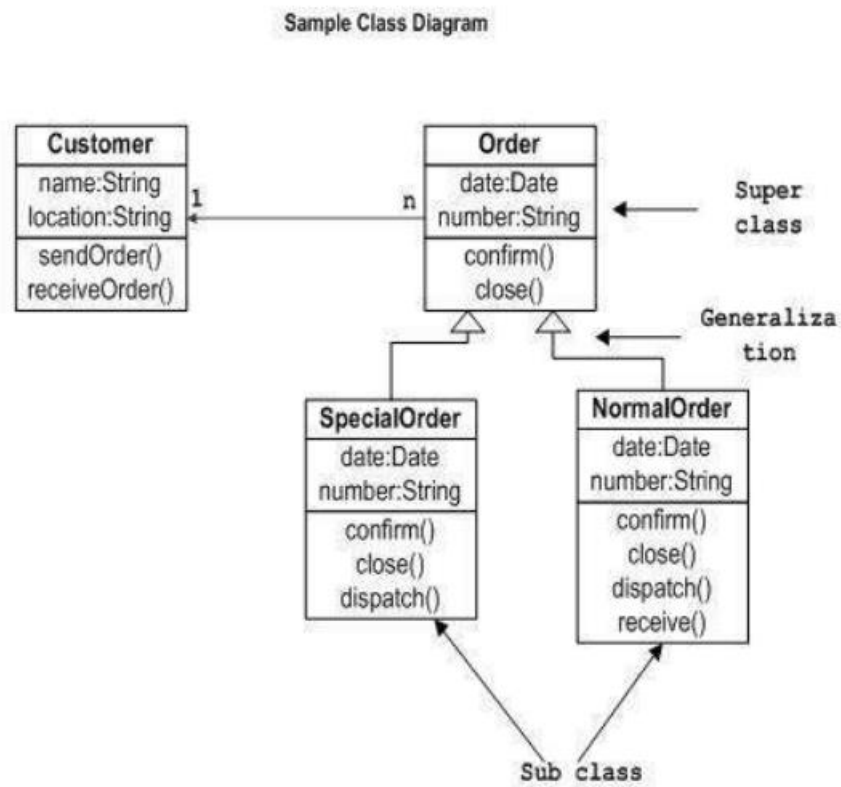 Sample Class Diagram
Customer
name:String
location:String
sendOrder()
receiveOrder()
1
n
Order
date:Date
number:String
confirm()
close()
Super
class
Generaliza
tion
SpecialOrder
date:Date
number:String
confirm()
close()
dispatch()
NormalOrder
date:Date
number:String
confirm()
close()
dispatch()
receive()
Sub class